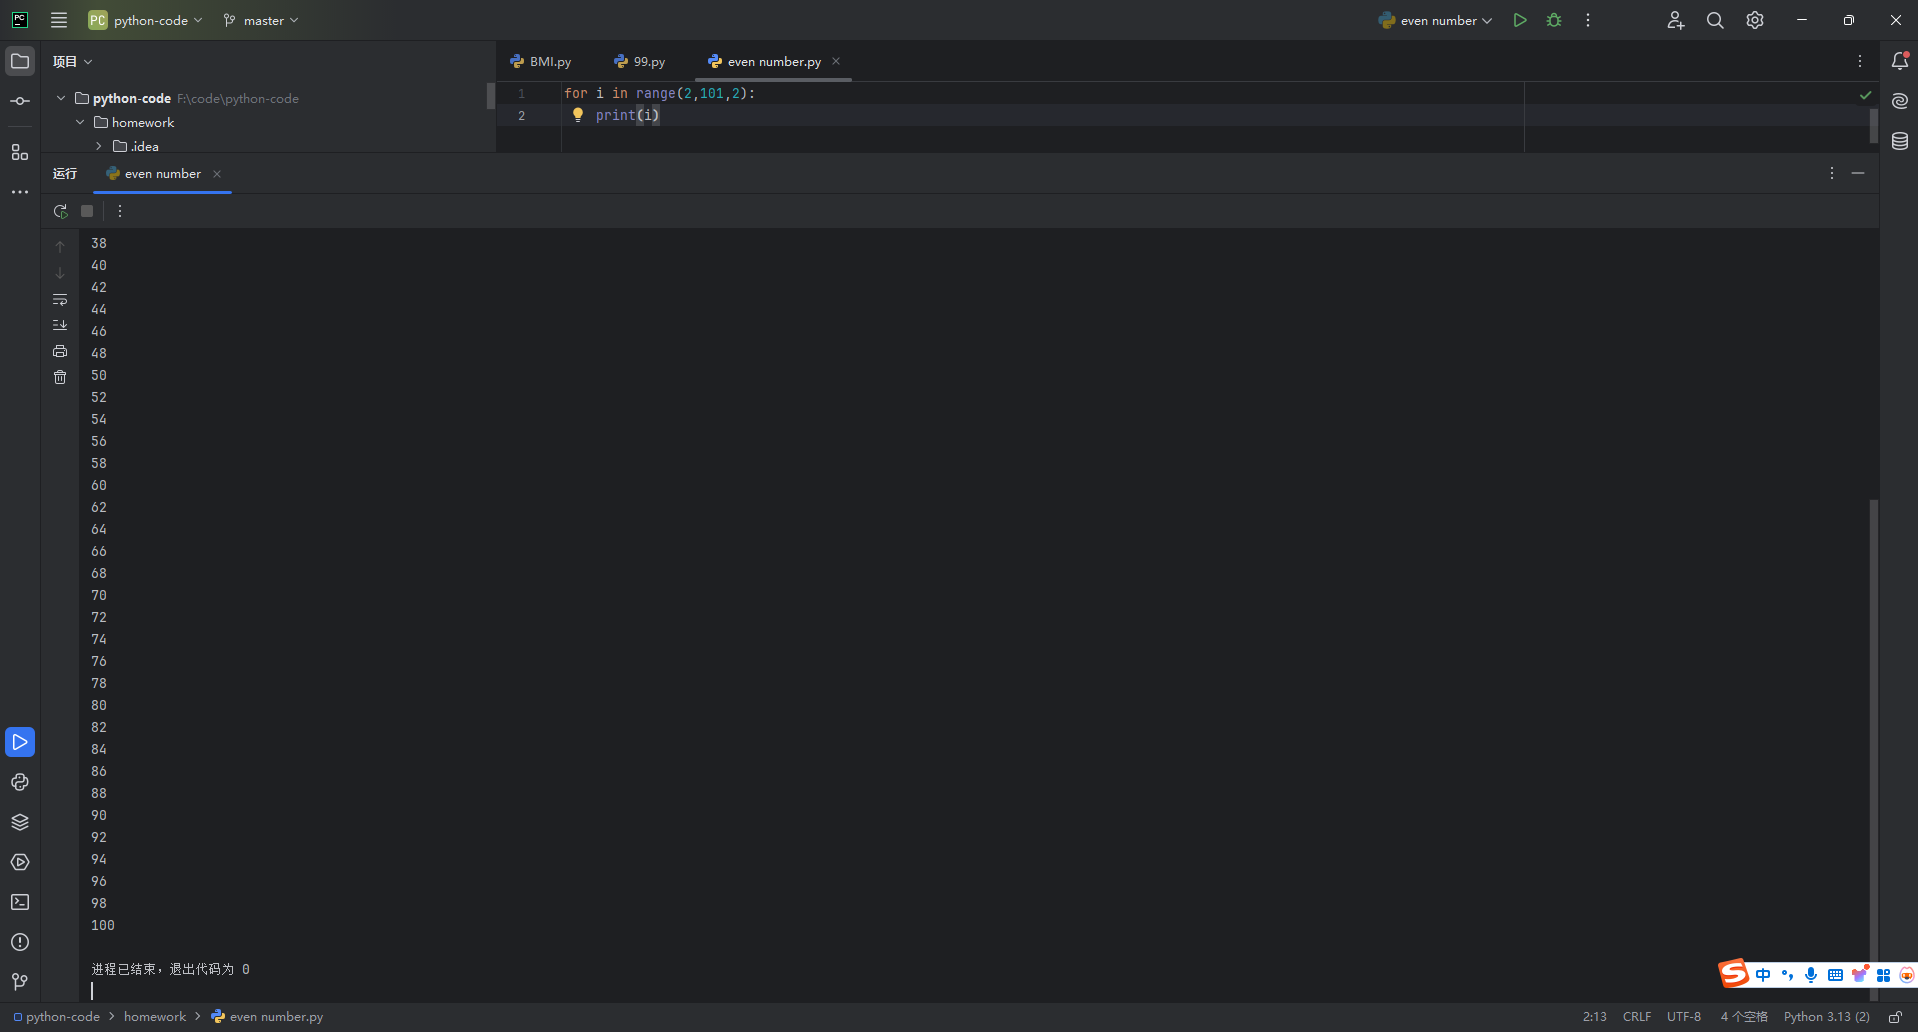 PC python-code master even number
项目
BMI.py 99.py even number.py
python-code F:\code\python-code
homework
.idea
1 for i in range(2,101,2):
2 print(i)
运行 even number
38
40
42
44
46
48
50
52
54
56
58
60
62
64
66
68
70
72
74
76
78
80
82
84
86
88
90
92
94
96
98
100
进程已结束，退出代码为 0
中
python-code > homework > even number.py 2:13 CRLF UTF-8 4 个空格 Python 3.13 (2)